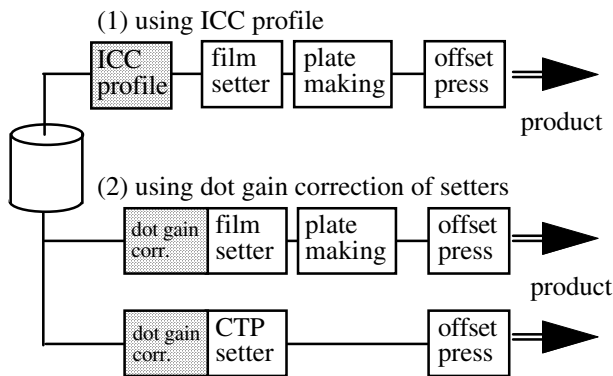 (1) using ICC profile
ICC
profile
film
setter
plate
making
offset
press
product
(2) using dot gain correction of setters
dot gain
corr.
film
setter
plate
making
offset
press
product
dot gain
corr.
CTP
setter
offset
press